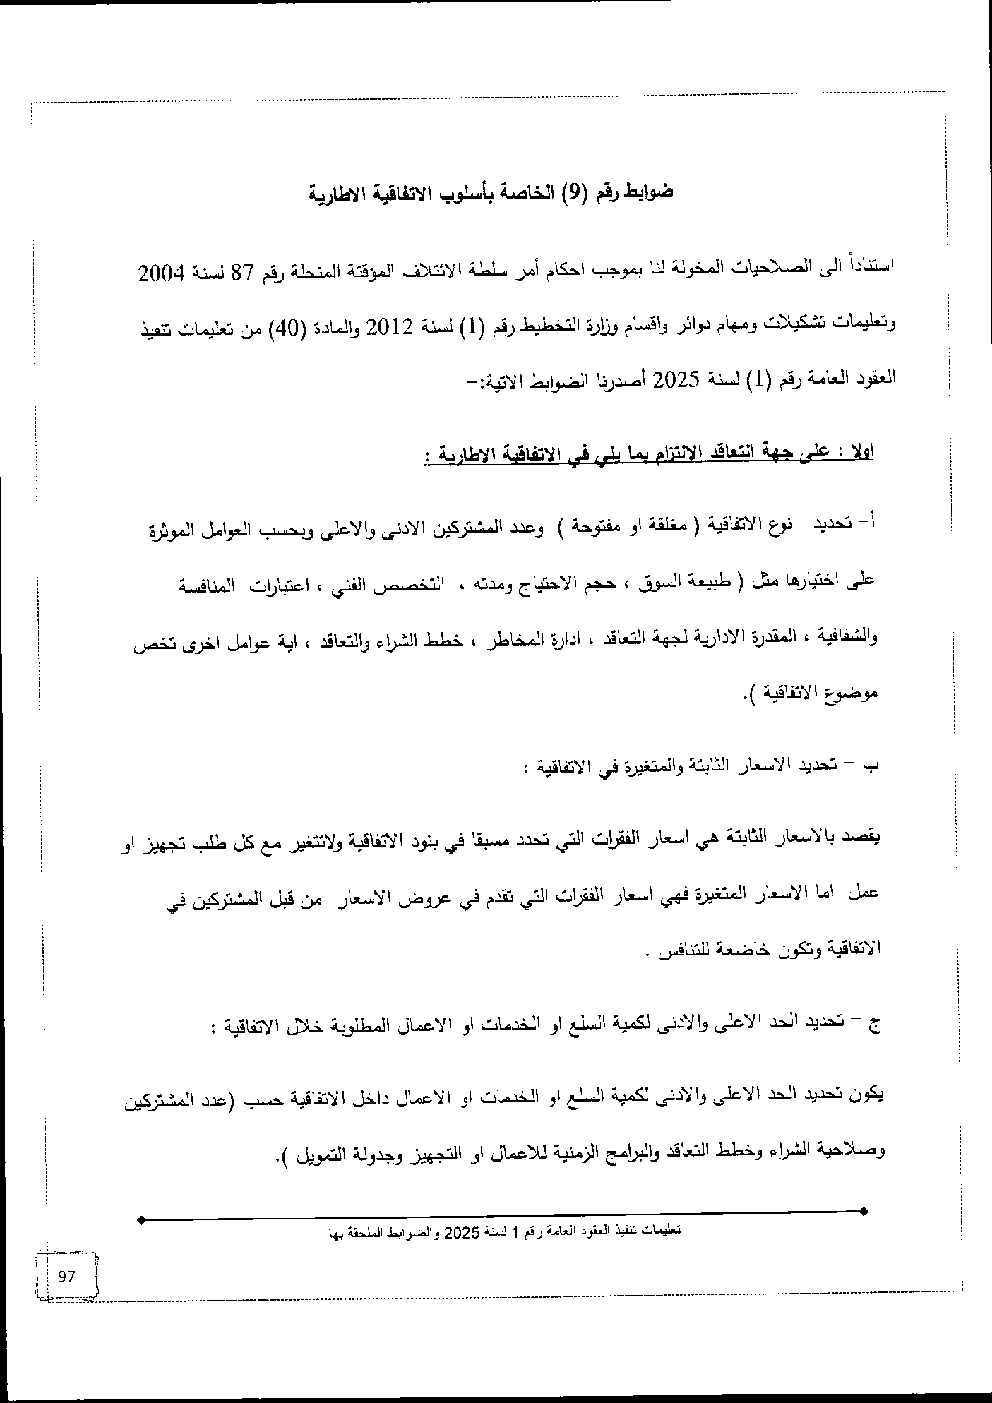 ضوابط رقم (9) الخاصة بأسلوب الاتفاقية الاطارية
استناداً الى الصلاحيات المخولة لنا بموجب احكام أمر سلطة الائتلاف المؤقتة المنحلة رقم 87 لسنة 2004
وتعليمات تشكيلات ومهام دوائر واقسام وزارة التخطيط رقم (1) لسنة 2012 والمادة (40) من تعليمات تنفيذ
العقود العامة رقم (1) لسنة 2025 أصدرنا الضوابط الاتية:-
اولا : على جهة التعاقد الالتزام بما يلي في الاتفاقية الاطارية :
أ- تحديد نوع الاتفاقية ( مغلقة او مفتوحة ) وعدد المشتركين الادنى والاعلى وبحسب العوامل الموثرة
على اختيارها مثل ( طبيعة السوق ، حجم الاحتياج ومدته ، التخصص الفني ، اعتبارات المنافسة
والشفافية ، المقدرة الادارية لجهة التعاقد ، ادارة المخاطر ، خطط الشراء والتعاقد ، اية عوامل اخرى تخص
موضوع الاتفاقية ).
ب - تحديد الاسعار الثابتة والمتغيرة في الاتفاقية :
يقصد بالاسعار الثابتة هي اسعار الفقرات التي تحدد مسبقا في بنود الاتفاقية ولاتتغير مع كل طلب تجهيز او
عمل اما الاسعار المتغيرة فهي اسعار الفقرات التي تقدم في عروض الاسعار من قبل المشتركين في
الاتفاقية وتكون خاضعة للتنافس .
ج - تحديد الحد الاعلى والادنى لكمية السلع او الخدمات او الاعمال المطلوبة خلال الاتفاقية :
يكون تحديد الحد الاعلى والادنى لكمية السلع او الخدمات او الاعمال داخل الاتفاقية حسب (عدد المشتركين
وصلاحية الشراء وخطط التعاقد والبرامج الزمنية للاعمال او التجهيز وجدولة التمويل ).
تعليمات تنفيذ العقود العامة رقم 1 لسنة 2025 والضوابط الملحقة بها
97